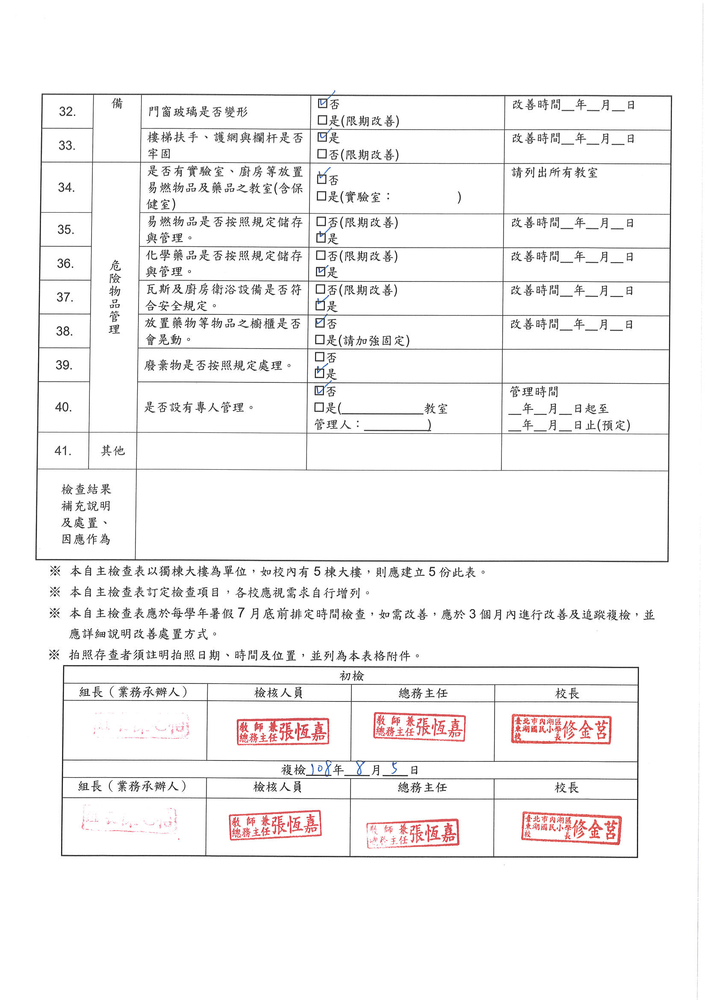 32.
備
門窗玻璃是否變形
☑否
□是(限期改善)
改善時間__年__月__日
33.
樓梯扶手、護網與欄杆是否
牢固
☑是
□否(限期改善)
改善時間__年__月__日
危險物品管理
34.
是否有實驗室、廚房等放置
易燃物品及藥品之教室(含保
健室)
☑否
□是(實驗室：          )
請列出所有教室
35.
易燃物品是否按照規定儲存
與管理。
□否(限期改善)
☑是
改善時間__年__月__日
36.
化學藥品是否按照規定儲存
與管理。
□否(限期改善)
☑是
改善時間__年__月__日
37.
瓦斯及廚房衛浴設備是否符
合安全規定。
□否(限期改善)
☑是
改善時間__年__月__日
38.
放置藥物等物品之櫥櫃是否
會晃動。
☑否
□是(請加強固定)
改善時間__年__月__日
39.
廢棄物是否按照規定處理。
□否
☑是
40.
是否設有專人管理。
☑否
□是(____________教室
管理人：__________)
管理時間
__年__月__日起至
__年__月__日止(預定)
41.
其他
檢查結果
補充說明
及處置、
因應作為
※ 本自主檢查表以獨棟大樓為單位，如校內有 5 棟大樓，則應建立 5 份此表。
※ 本自主檢查表訂定檢查項目，各校應視需求自行增列。
※ 本自主檢查表應於每學年暑假 7 月底前排定時間檢查，如需改善，應於 3 個月內進行改善及追蹤複檢，並
應詳細說明改善處置方式。
※ 拍照存查者須註明拍照日期、時間及位置，並列為本表格附件。
初檢
組長（業務承辦人） 檢核人員 總務主任 校長
教師兼
總務主任張恆嘉
教師兼
總務主任張恆嘉
臺北市內湖區
東湖國民小學
校長修金莒
複檢108年8月5日
組長（業務承辦人） 檢核人員 總務主任 校長
教師兼
總務主任張恆嘉
教師兼
總務主任張恆嘉
臺北市內湖區
東湖國民小學
校長修金莒